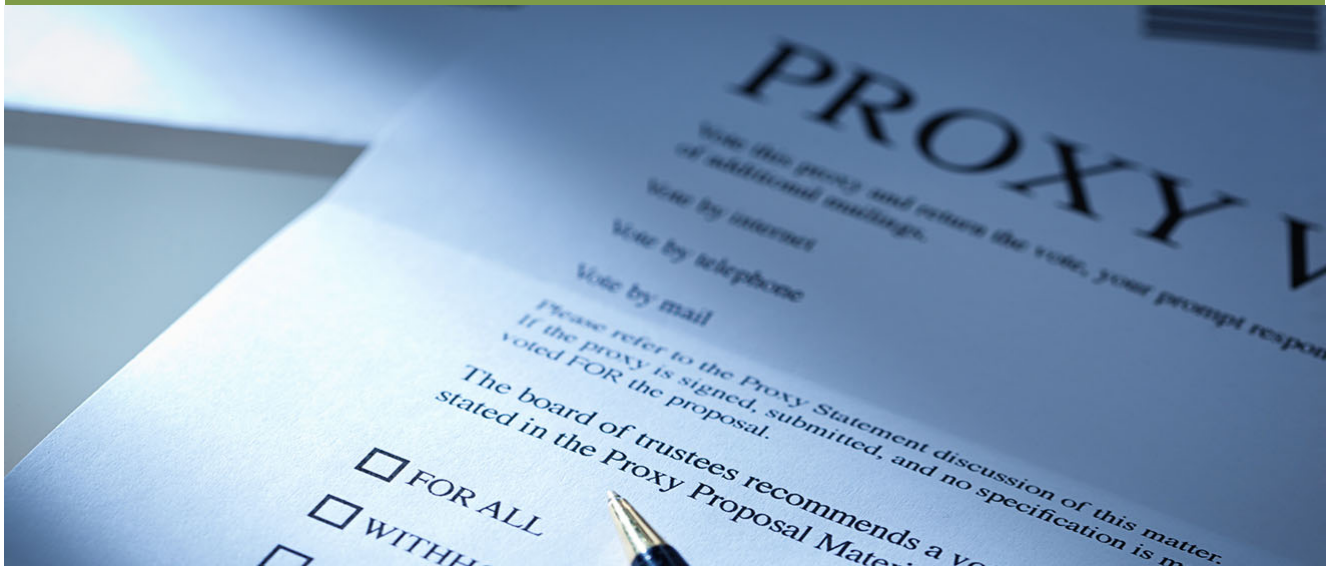 PROXY V
Vote this proxy and return the vote, your prompt respon
of additional mailings.
Vote by internet
Vote by telephone
Vote by mail
Please refer to the Proxy Statement discussion of this matter.
If the proxy is signed, submitted, and no specification is m
voted FOR the proposal.
The board of trustees recommends a vo
stated in the Proxy Proposal Materi
FOR ALL
WITHHO